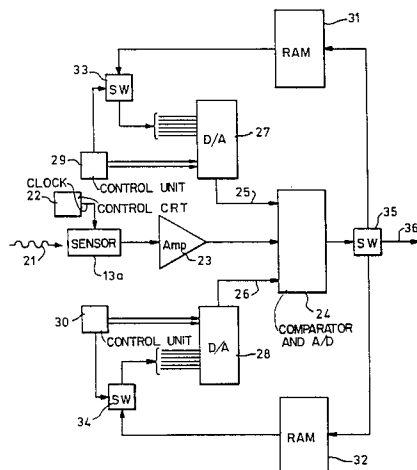 31
RAM
33
SW
D/A
27
29
CONTROL UNIT
CLOCK
22
CONTROL CRT
25
35
SW
36
21
SENSOR
13a
Amp
23
26
24
COMPARATOR AND A/D
30
CONTROL UNIT
D/A
28
SW
34
RAM
32